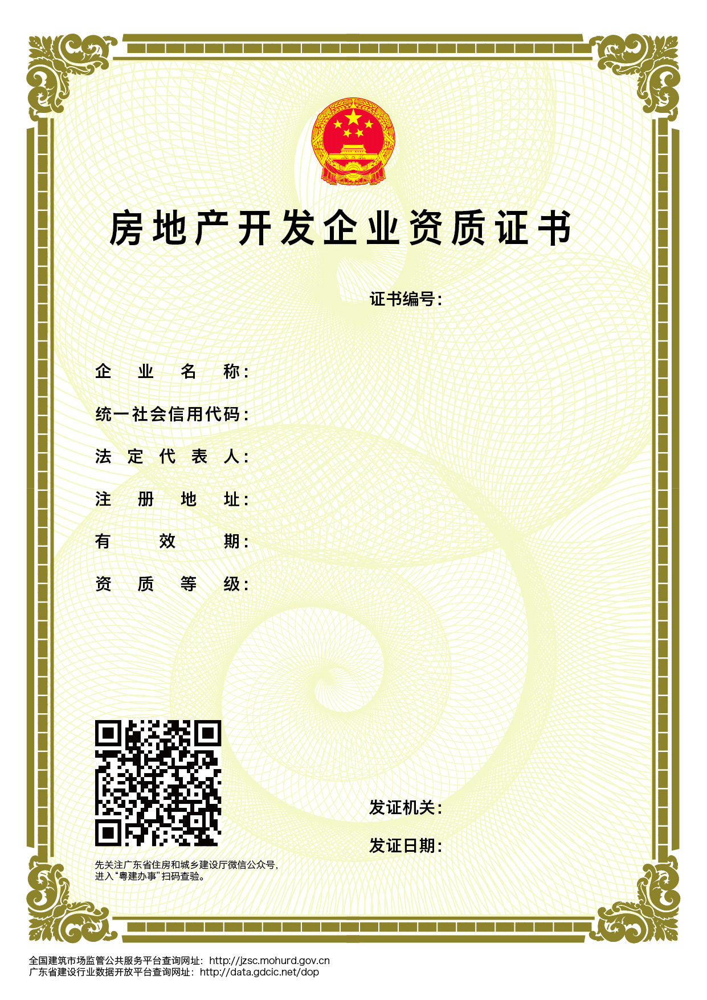 房地产开发企业资质证书
证书编号：
企业名称：
统一社会信用代码：
法定代表人：
注册地址：
有效期：
资质等级：
发证机关：
发证日期：
先关注广东省住房和城乡建设厅微信公众号，
进入“粤建办事”扫码查验。
全国建筑市场监管公共服务平台查询网址：http://jzsc.mohurd.gov.cn
广东省建设行业数据开放平台查询网址：http://data.gdcic.net/dop